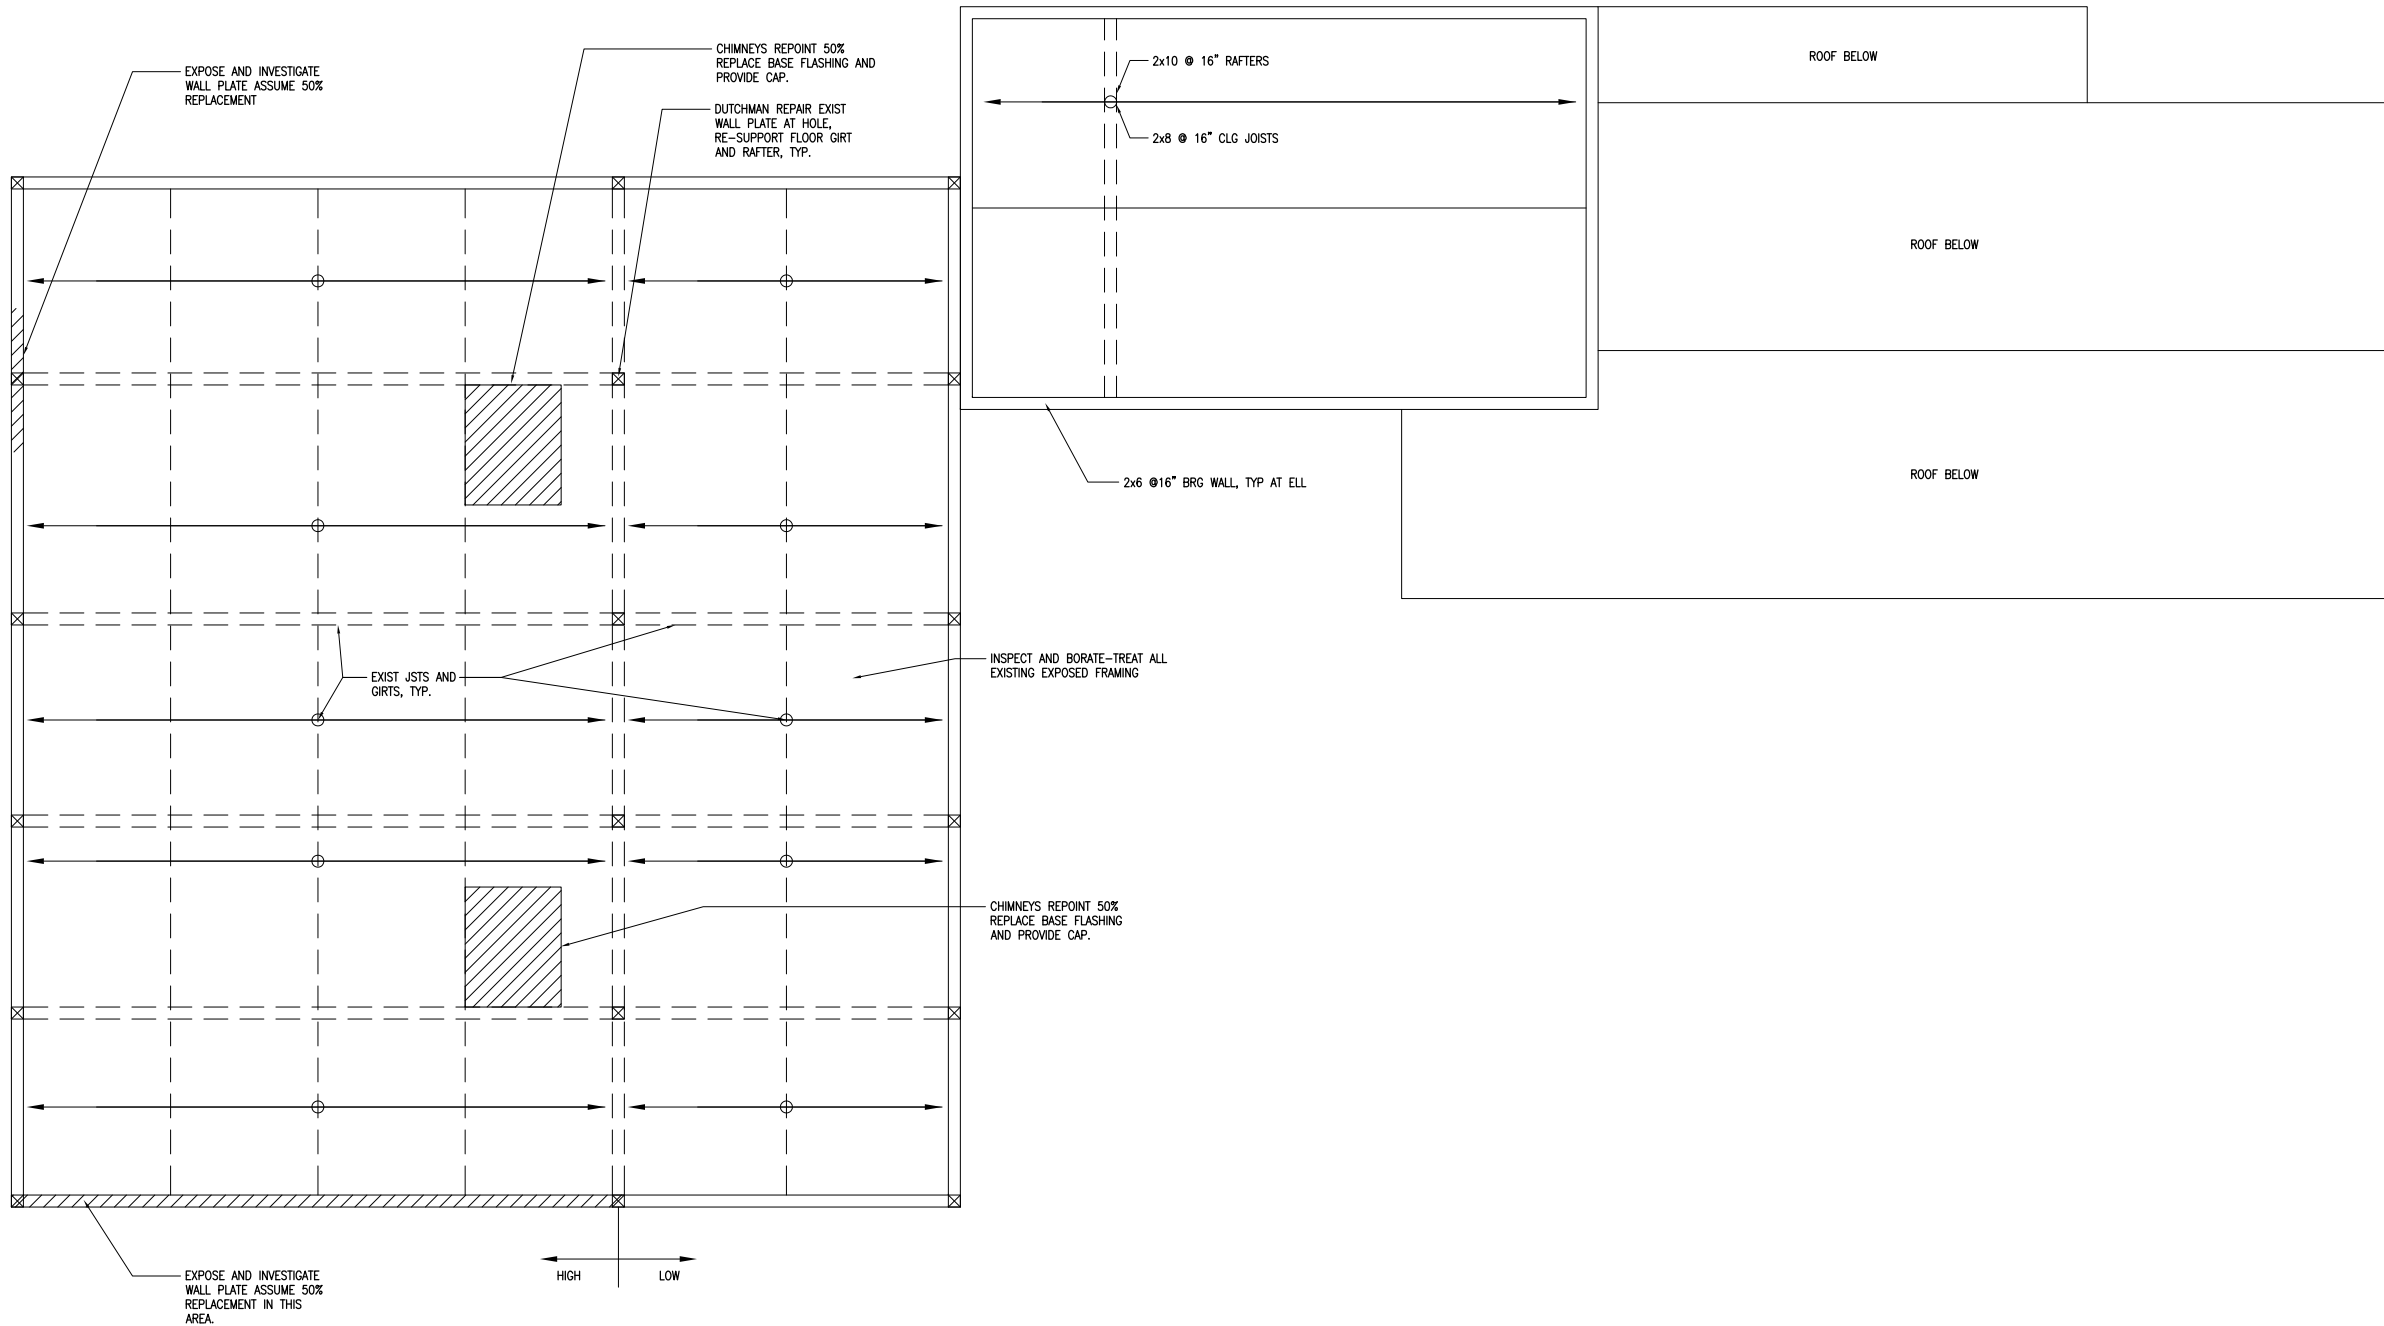 CHIMNEYS REPOINT 50%
REPLACE BASE FLASHING AND
PROVIDE CAP.
EXPOSE AND INVESTIGATE
WALL PLATE ASSUME 50%
REPLACEMENT
DUTCHMAN REPAIR EXIST
WALL PLATE AT HOLE,
RE-SUPPORT FLOOR GIRT
AND RAFTER, TYP.
2x10 @ 16" RAFTERS
2x8 @ 16" CLG JOISTS
ROOF BELOW
ROOF BELOW
ROOF BELOW
2x6 @16" BRG WALL, TYP AT ELL
EXIST JSTS AND
GIRTS, TYP.
INSPECT AND BORATE-TREAT ALL
EXISTING EXPOSED FRAMING
CHIMNEYS REPOINT 50%
REPLACE BASE FLASHING
AND PROVIDE CAP.
HIGH
LOW
EXPOSE AND INVESTIGATE
WALL PLATE ASSUME 50%
REPLACEMENT IN THIS
AREA.